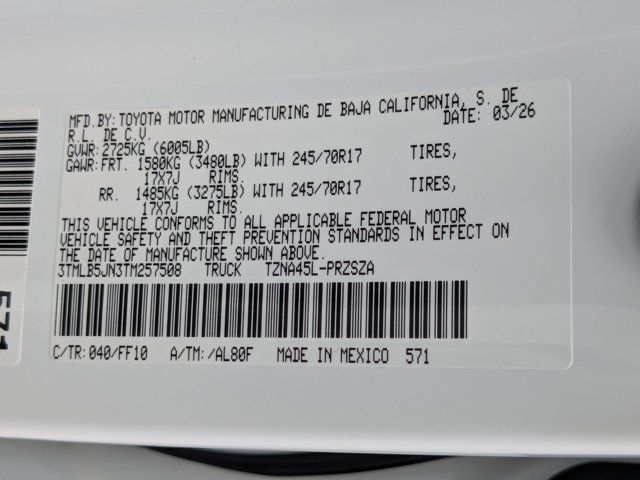 MFD. BY: TOYOTA MOTOR MANUFACTURING DE BAJA CALIFORNIA, S. DE
R.L. DE C.V. DATE: 03/26
GVWR: 2725KG (6005LB)
GAWR: FRT. 1580KG (3480LB) WITH 245/70R17 TIRES,
17X7J RIMS.
RR. 1485KG (3275LB) WITH 245/70R17 TIRES,
17X7J RIMS.
THIS VEHICLE CONFORMS TO ALL APPLICABLE FEDERAL MOTOR
VEHICLE SAFETY AND THEFT PREVENTION STANDARDS IN EFFECT ON
THE DATE OF MANUFACTURE SHOWN ABOVE.
3TMLB5JN3TM257508 TRUCK TZNA45L-PRZSZA
C/TR: 040/FF10 A/TM: /AL80F MADE IN MEXICO 571
571